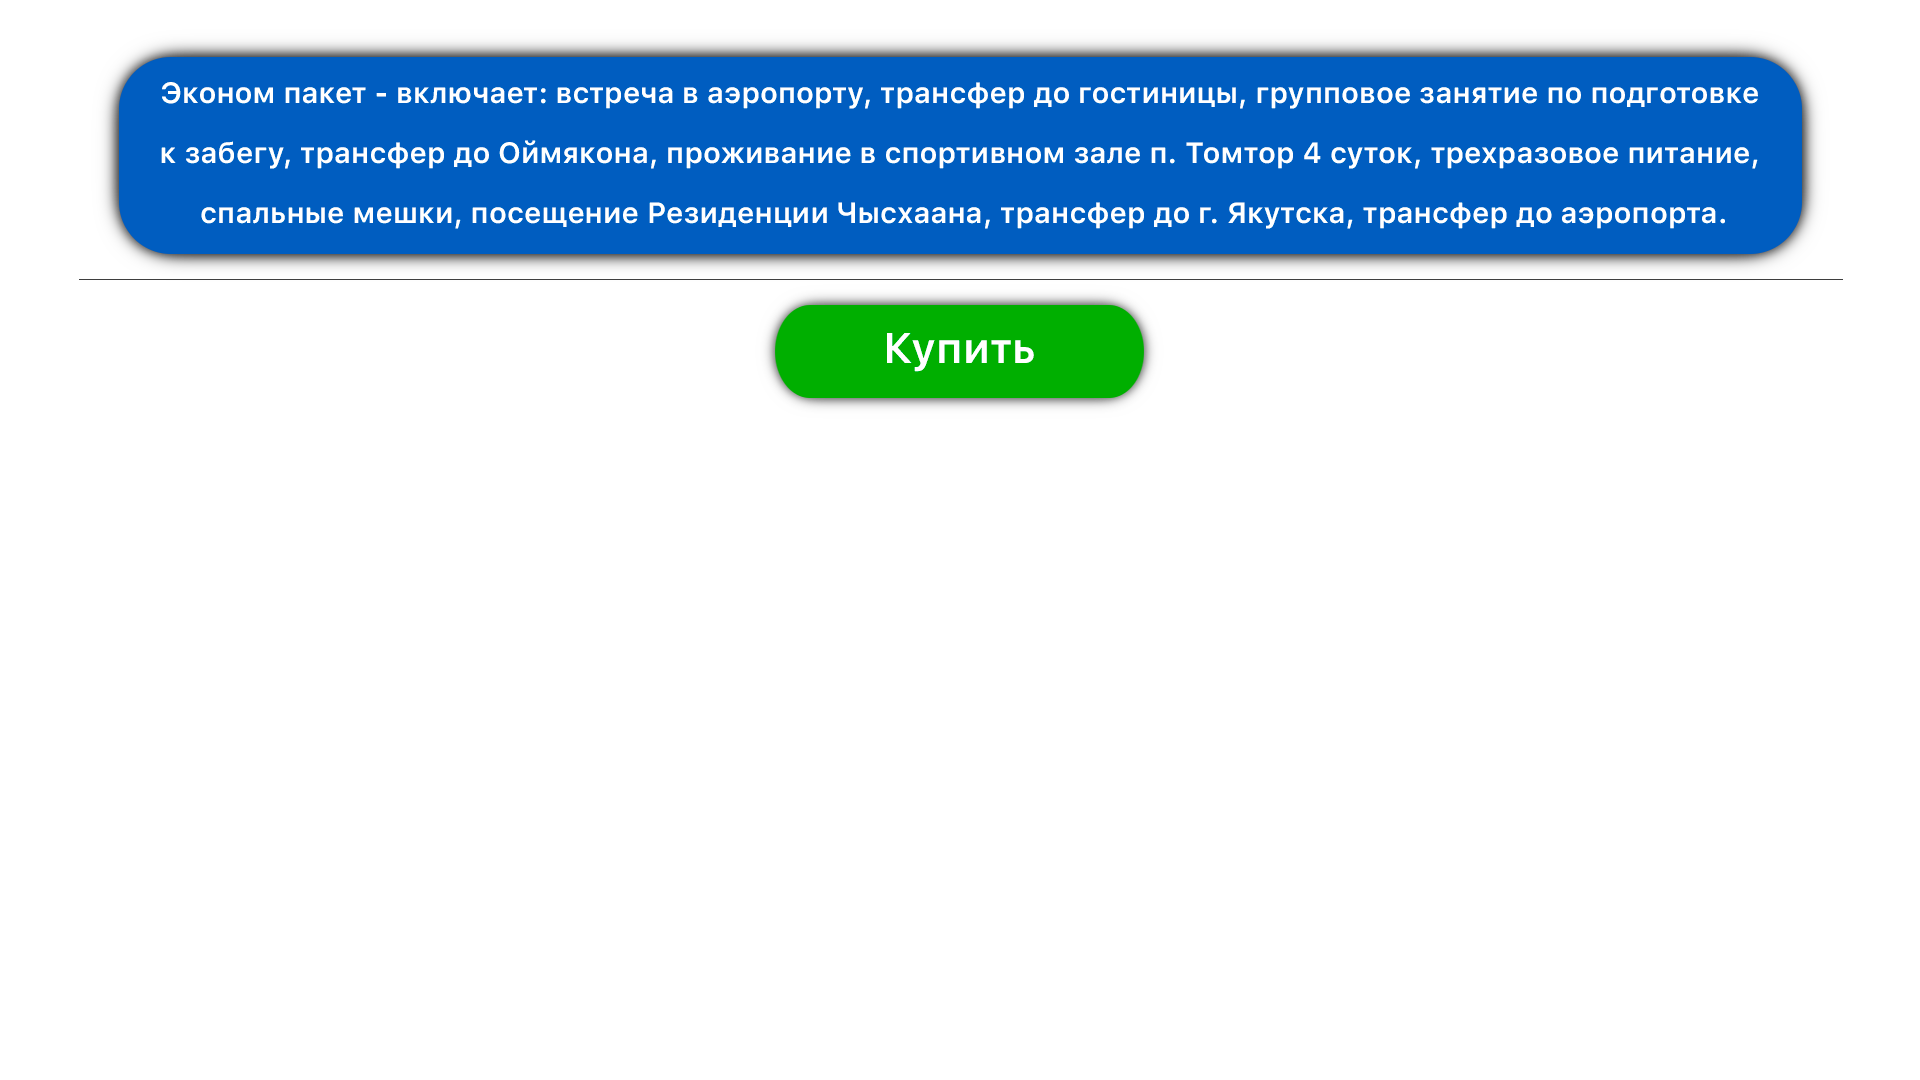 Эконом пакет - включает: встреча в аэропорту, трансфер до гостиницы, групповое занятие по подготовке
к забегу, трансфер до Оймякона, проживание в спортивном зале п. Томтор 4 суток, трехразовое питание,
спальные мешки, посещение Резиденции Чысхаана, трансфер до г. Якутска, трансфер до аэропорта.
Купить